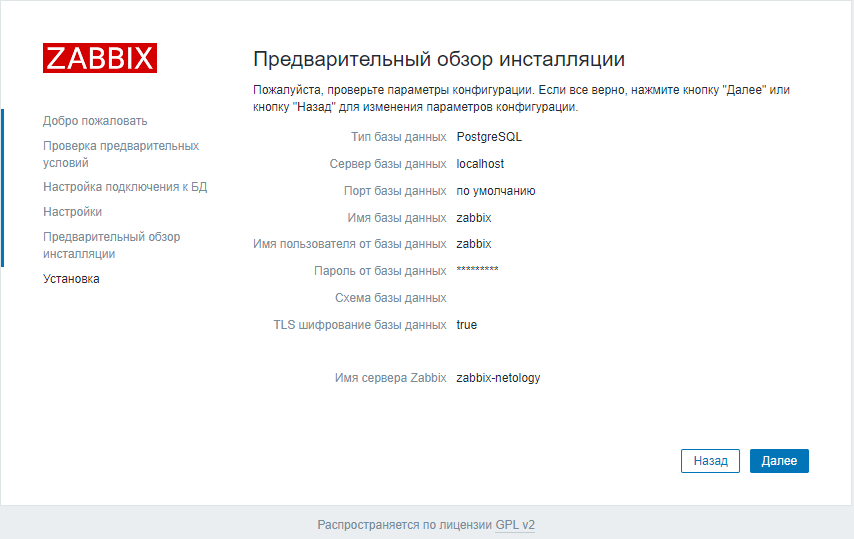 ZABBIX
Добро пожаловать
Проверка предварительных
условий
Настройка подключения к БД
Настройки
Предварительный обзор
инсталляции
Установка
Предварительный обзор инсталляции
Пожалуйста, проверьте параметры конфигурации. Если все верно, нажмите кнопку "Далее" или
кнопку "Назад" для изменения параметров конфигурации.
Тип базы данных PostgreSQL
Сервер базы данных localhost
Порт базы данных по умолчанию
Имя базы данных zabbix
Имя пользователя от базы данных zabbix
Пароль от базы данных *********
Схема базы данных
TLS шифрование базы данных true
Имя сервера Zabbix zabbix-netology
Назад Далее
Распространяется по лицензии GPL v2